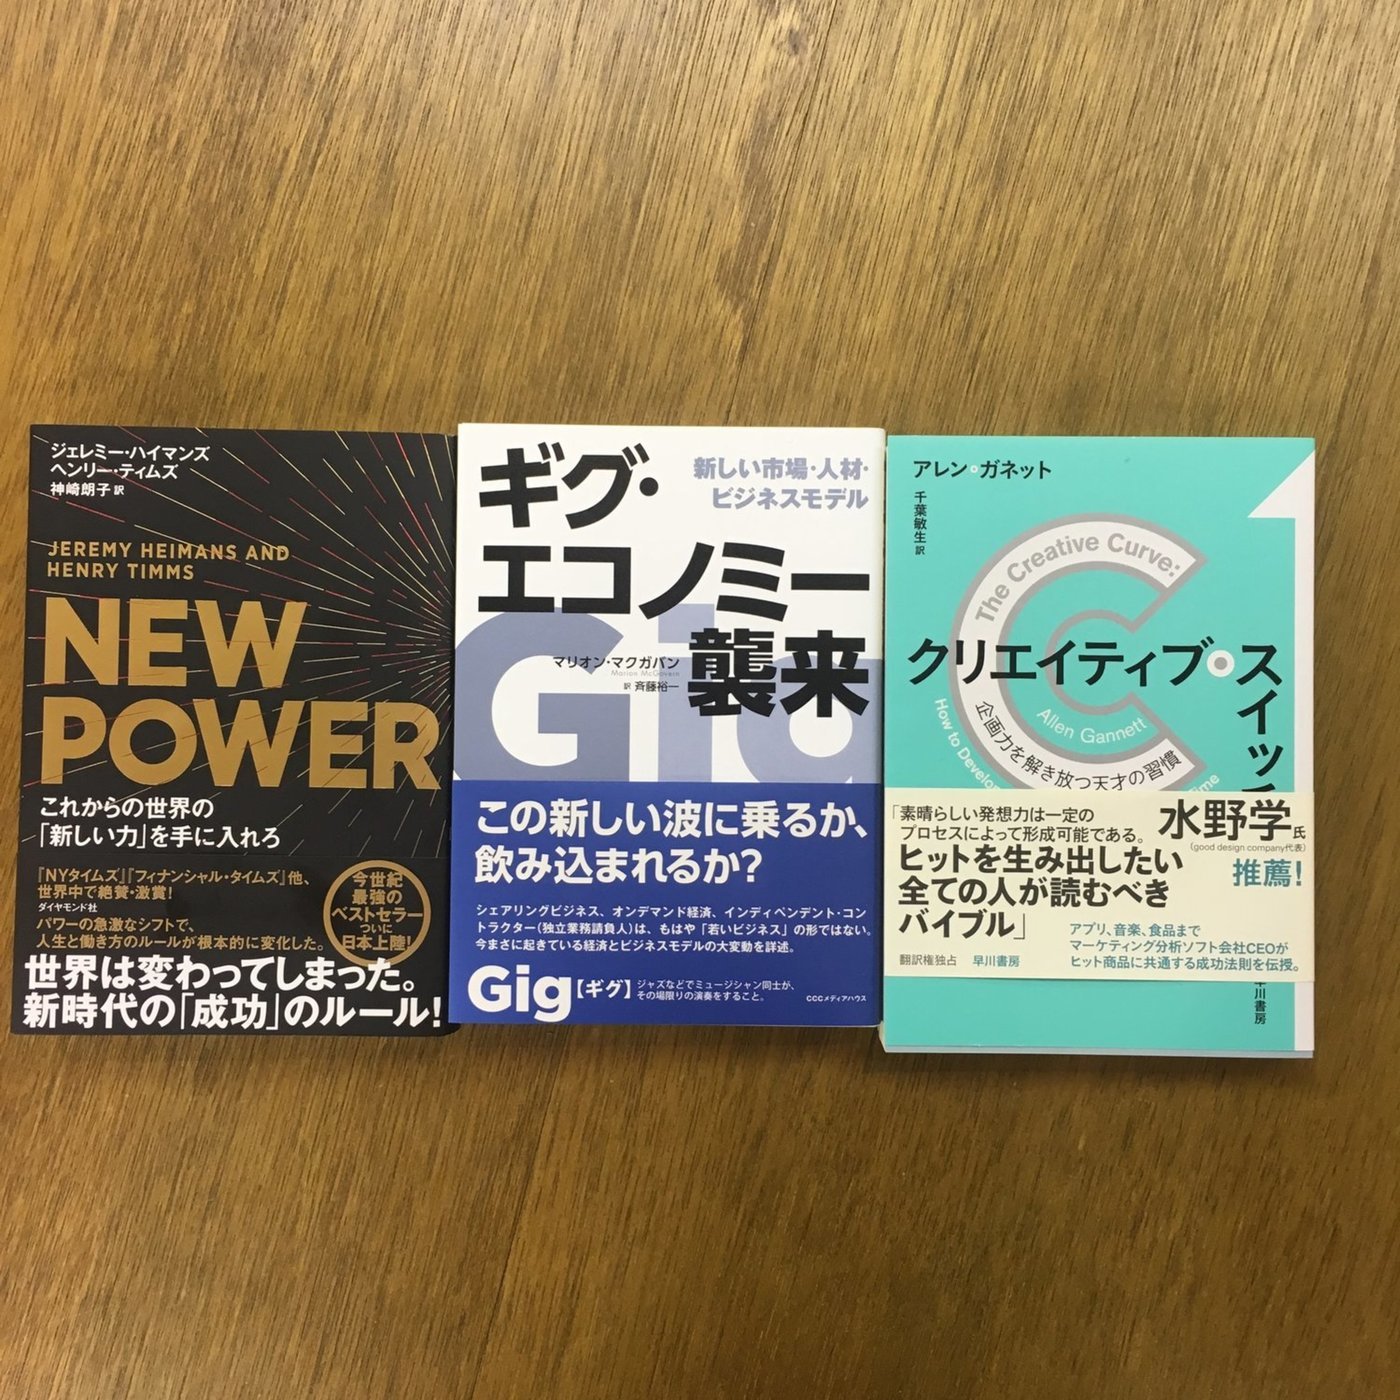 ジェレミー・ハイマンズ
ヘンリー・ティムズ
神崎朗子 訳
JEREMY HEIMANS AND
HENRY TIMMS
NEW
POWER
これからの世界の
「新しい力」を手に入れろ
『NYタイムズ』『フィナンシャル・タイムズ』他、
世界中で絶賛・激賞!
ダイヤモンド社
パワーの急激なシフトで、
人生と働き方のルールが根本的に変化した。
今世紀
最強の
ベストセラー
ついに
日本上陸!
世界は変わってしまった。
新時代の「成功」のルール!
ギグ・
エコノミー
襲来
新しい市場・人材・
ビジネスモデル
マリオン・マクガバン
Marion McGovern
訳 斉藤裕一
Gig
この新しい波に乗るか、
飲み込まれるか?
シェアリングビジネス、オンデマンド経済、インディペンデント・コン
トラクター(独立業務請負人)は、もはや「若いビジネス」の形ではない。
今まさに起きている経済とビジネスモデルの大変動を詳述。
Gig【ギグ】
ジャズなどでミュージシャン同士が、
その場限りの演奏をすること。
CCCメディアハウス
アレン・ガネット
千葉敏生 訳
The Creative Curve:
クリエイティブ・スイッチ
Allen Gannett
企画力を解き放つ天才の習慣
How to Develop
Time
「素晴らしい発想力は一定の
プロセスによって形成可能である。
ヒットを生み出したい
全ての人が読むべき
バイブル」
水野学氏
(good design company代表)
推薦!
アプリ、音楽、食品まで
マーケティング分析ソフト会社CEOが
ヒット商品に共通する成功法則を伝授。
翻訳権独占 早川書房
早川書房